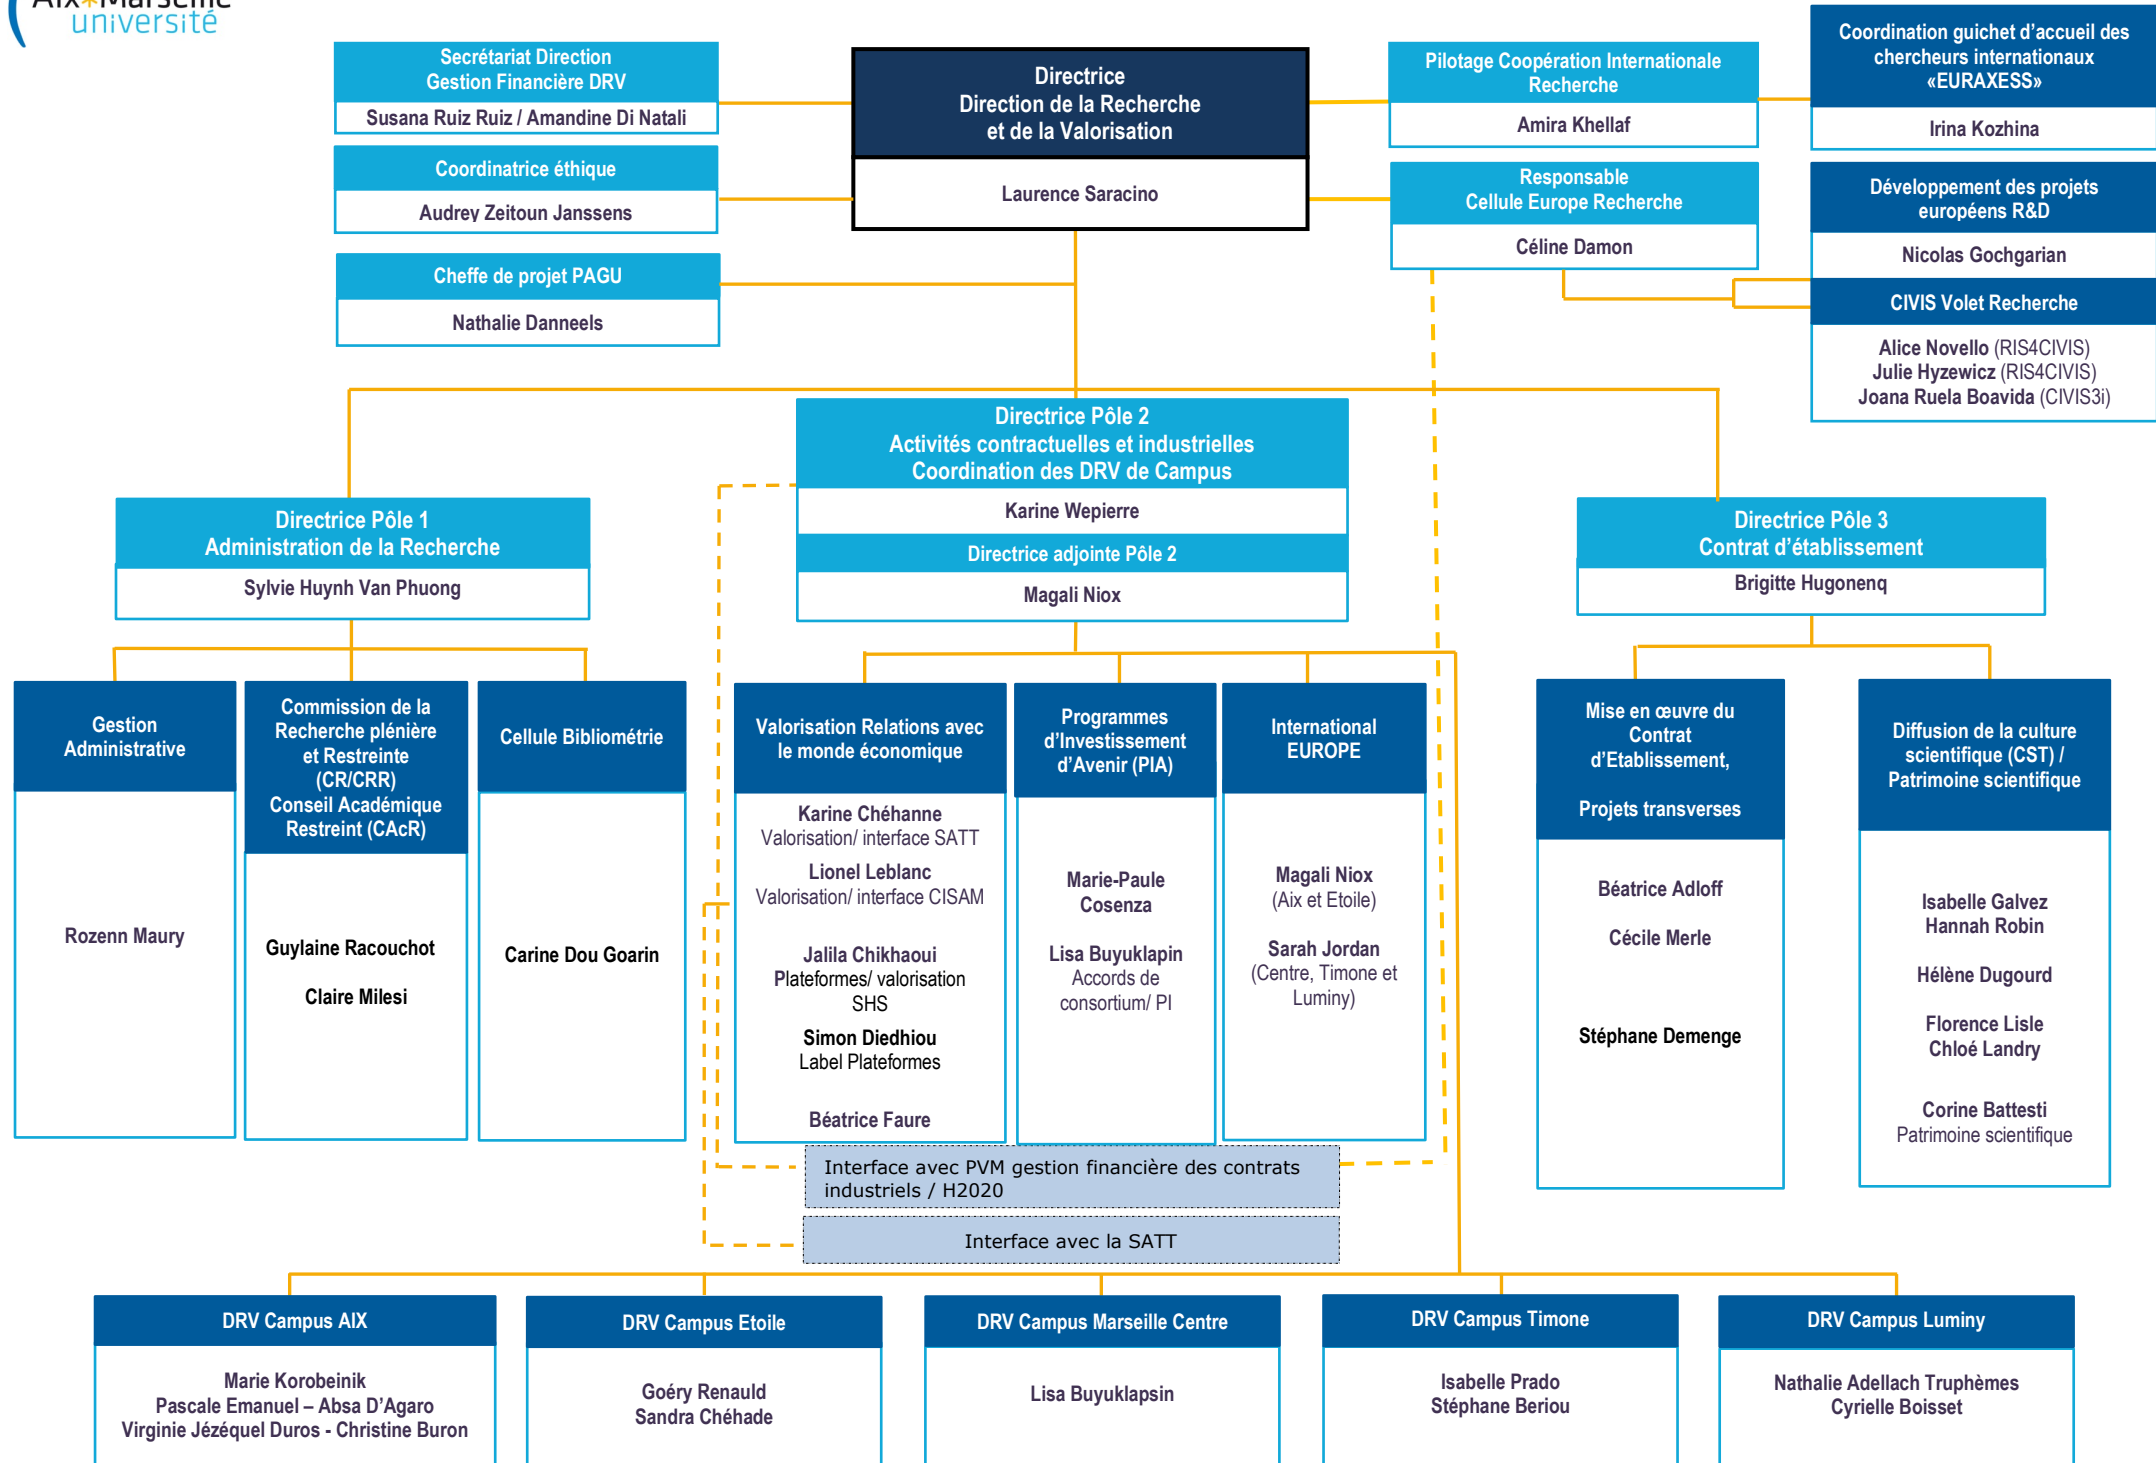 Aix*Marseille
université
Secrétariat Direction
Gestion Financière DRV
Susana Ruiz Ruiz / Amandine Di Natali
Coordinatrice éthique
Audrey Zeitoun Janssens
Cheffe de projet PAGU
Nathalie Danneels
Directrice
Direction de la Recherche
et de la Valorisation
Laurence Saracino
Pilotage Coopération Internationale
Recherche
Amira Khellaf
Responsable
Cellule Europe Recherche
Céline Damon
Coordination guichet d'accueil des
chercheurs internationaux
«EURAXESS»
Irina Kozhina
Développement des projets
européens R&D
Nicolas Gochgarian
CIVIS Volet Recherche
Alice Novello (RIS4CIVIS)
Julie Hyzewicz (RIS4CIVIS)
Joana Ruela Boavida (CIVIS3i)
Directrice Pôle 1
Administration de la Recherche
Sylvie Huynh Van Phuong
Directrice Pôle 2
Activités contractuelles et industrielles
Coordination des DRV de Campus
Karine Wepierre
Directrice adjointe Pôle 2
Magali Niox
Directrice Pôle 3
Contrat d'établissement
Brigitte Hugonenq
Gestion
Administrative
Rozenn Maury
Commission de la
Recherche plénière
et Restreinte
(CR/CRR)
Conseil Académique
Restreint (CAcR)
Guylaine Racouchot
Claire Milesi
Cellule Bibliométrie
Carine Dou Goarin
Valorisation Relations avec
le monde économique
Karine Chéhanne
Valorisation/ interface SATT
Lionel Leblanc
Valorisation/ interface CISAM
Jalila Chikhaoui
Plateformes/ valorisation
SHS
Simon Diedhiou
Label Plateformes
Béatrice Faure
Programmes
d'Investissement
d'Avenir (PIA)
Marie-Paule
Cosenza
Lisa Buyuklapin
Accords de
consortium/ PI
International
EUROPE
Magali Niox
(Aix et Etoile)
Sarah Jordan
(Centre, Timone et
Luminy)
Mise en œuvre du
Contrat
d'Etablissement,
Projets transverses
Béatrice Adloff
Cécile Merle
Stéphane Demenge
Diffusion de la culture
scientifique (CST) /
Patrimoine scientifique
Isabelle Galvez
Hannah Robin
Hélène Dugourd
Florence Lisle
Chloé Landry
Corine Battesti
Patrimoine scientifique
Interface avec PVM gestion financière des contrats
industriels / H2020
Interface avec la SATT
DRV Campus AIX
Marie Korobeinik
Pascale Emanuel – Absa D'Agaro
Virginie Jézéquel Duros - Christine Buron
DRV Campus Etoile
Goéry Renauld
Sandra Chéhade
DRV Campus Marseille Centre
Lisa Buyuklapsin
DRV Campus Timone
Isabelle Prado
Stéphane Beriou
DRV Campus Luminy
Nathalie Adellach Truphèmes
Cyrielle Boisset